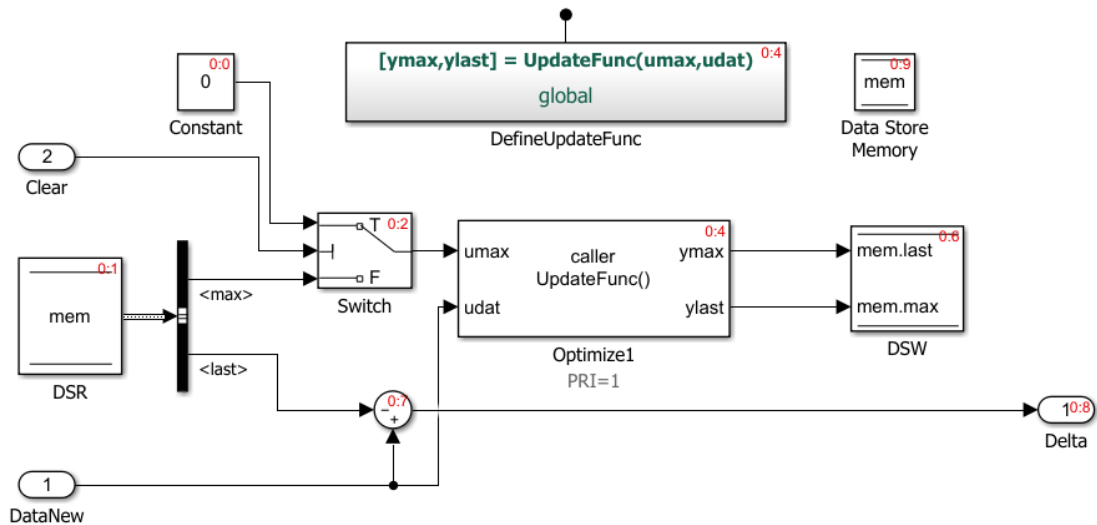 [ymax,ylast] = UpdateFunc(umax,udat)
0:4
global
DefineUpdateFunc
0:0
0
Constant
0:9
mem
Data Store
Memory
2
Clear
T
0:2
F
Switch
0:1
mem
DSR
<max>
<last>
0:4
umax
caller
UpdateFunc()
ymax
udat
ylast
Optimize1
PRI=1
0:6
mem.last
mem.max
DSW
0:7
−
+
1
0:8
Delta
1
DataNew